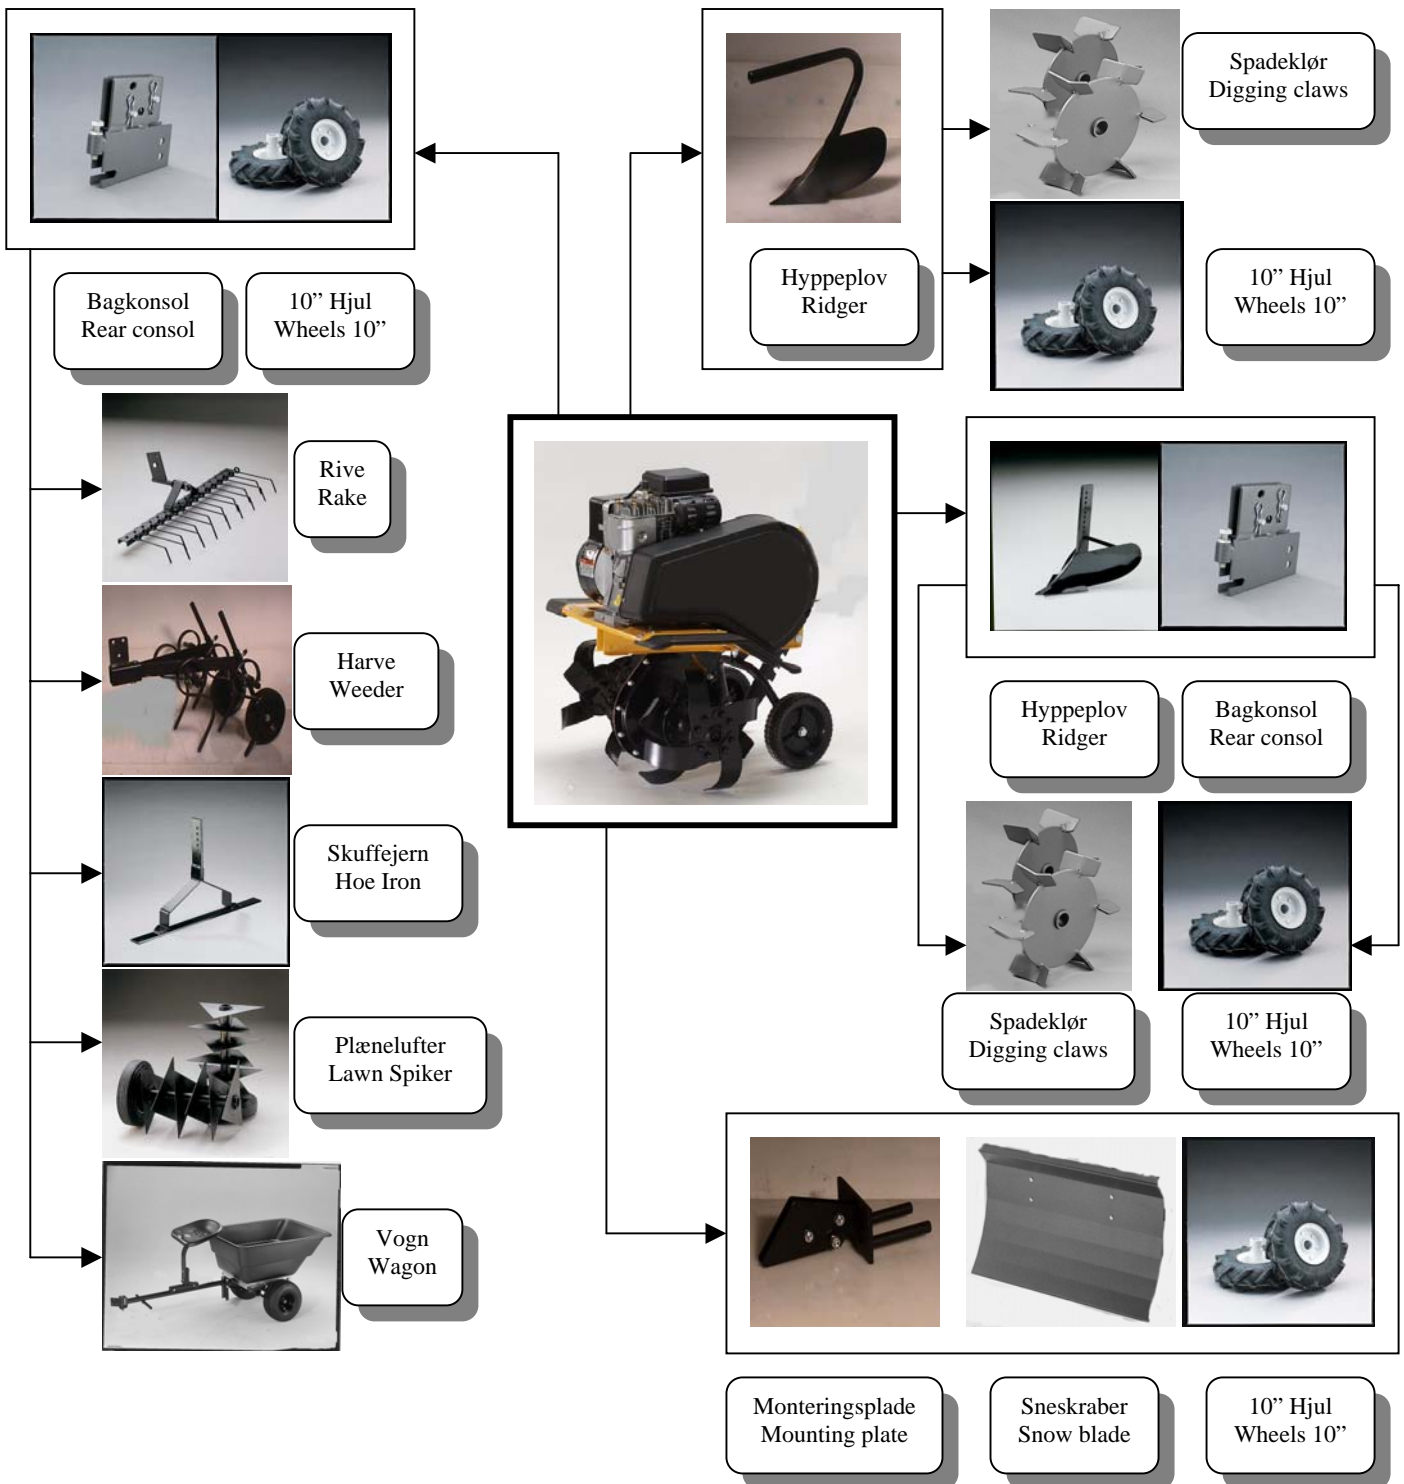 Spadeklør
Digging claws
Hyppeplov
Ridger
10” Hjul
Wheels 10”
Bagkonsol
Rear consol
10” Hjul
Wheels 10”
Rive
Rake
Harve
Weeder
Skuffejern
Hoe Iron
Plænelufter
Lawn Spiker
Vogn
Wagon
Hyppeplov
Ridger
Bagkonsol
Rear consol
Spadeklør
Digging claws
10” Hjul
Wheels 10”
Monteringsplade
Mounting plate
Sneskraber
Snow blade
10” Hjul
Wheels 10”